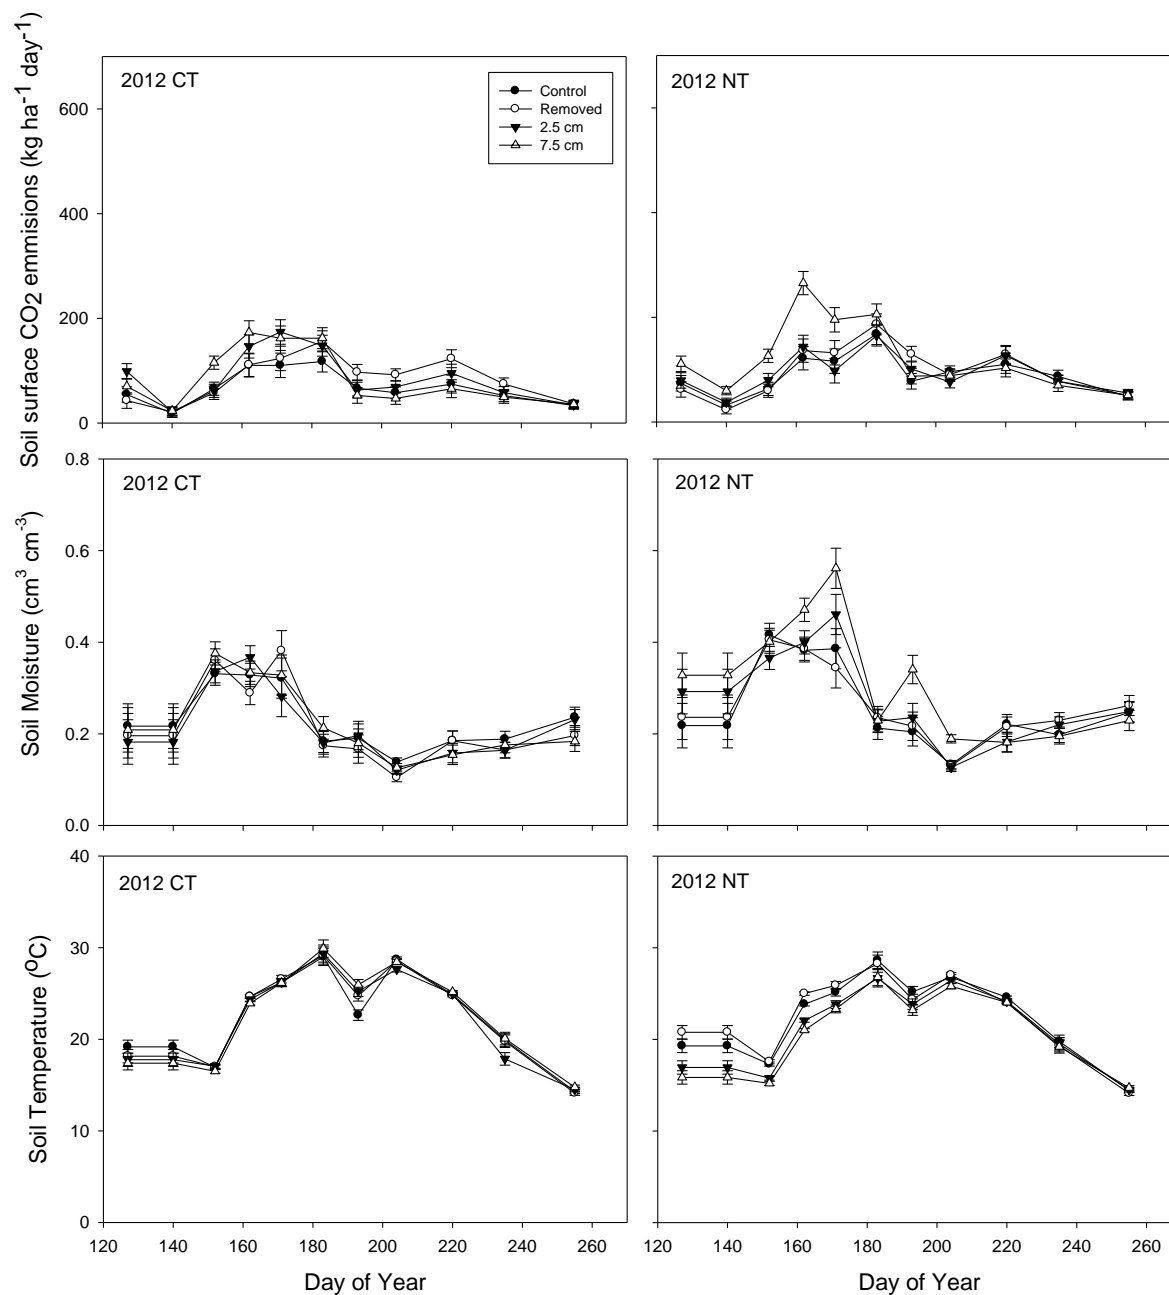 Soil surface CO2 emmisions (kg ha-1 day-1)
2012 CT
Control
Removed
2.5 cm
7.5 cm
600
400
200
0
2012 NT
Soil Moisture (cm3 cm-3)
2012 CT
0.8
0.6
0.4
0.2
0.0
2012 NT
Soil Temperature (oC)
2012 CT
40
30
20
10
0
120 140 160 180 200 220 240 260
Day of Year
2012 NT
120 140 160 180 200 220 240 260
Day of Year